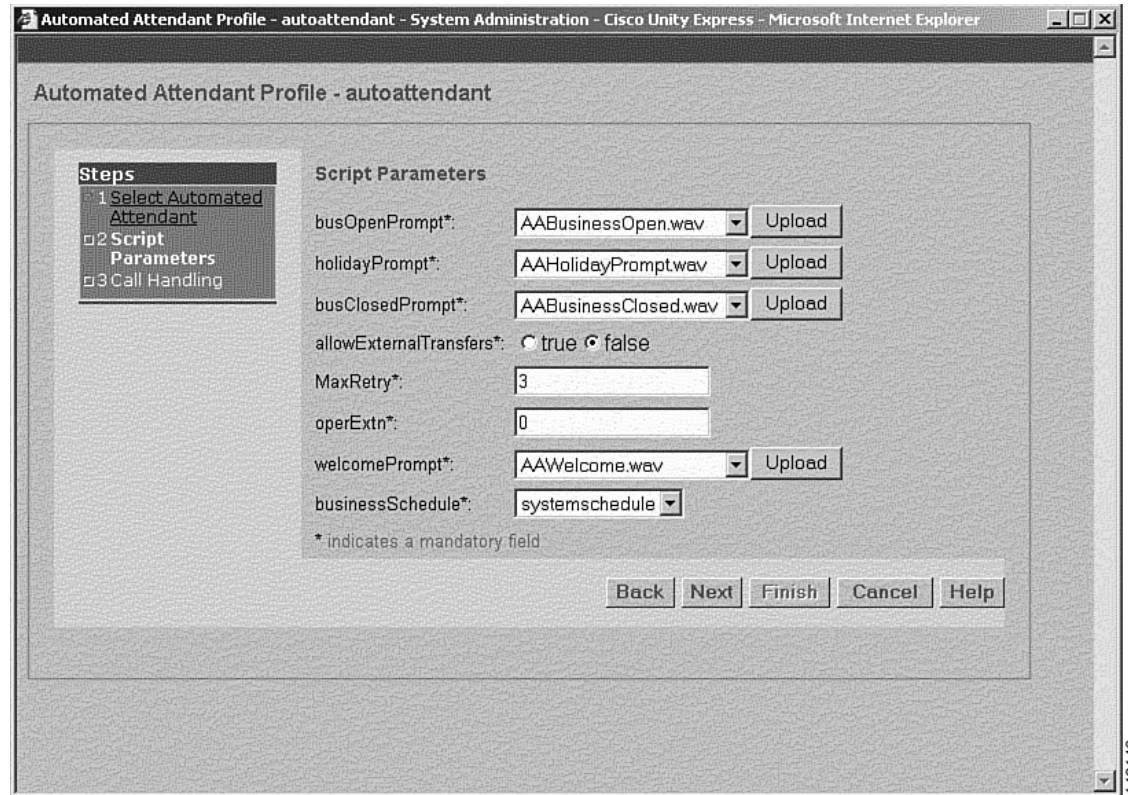 Automated Attendant Profile - autoattendant - System Administration - Cisco Unity Express - Microsoft Internet Explorer
Automated Attendant Profile - autoattendant
Steps
1 Select Automated
Attendant
2 Script
Parameters
3 Call Handling
Script Parameters
busOpenPrompt*: AABusinessOpen.wav Upload
holidayPrompt*: AAHolidayPrompt.wav Upload
busClosedPrompt*: AABusinessClosed.wav Upload
allowExternalTransfers*: true false
MaxRetry*: 3
operExtn*: 0
welcomePrompt*: AAWelcome.wav Upload
businessSchedule*: systemschedule
* indicates a mandatory field
Back Next Finish Cancel Help